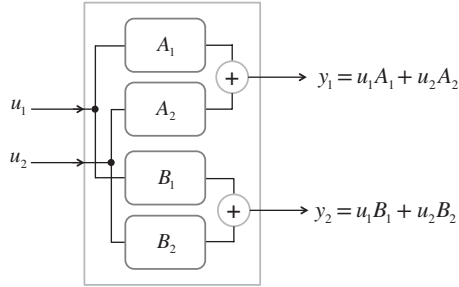 A₁
+
y₁ = u₁A₁ + u₂A₂
A₂
u₁
u₂
B₁
+
y₂ = u₁B₁ + u₂B₂
B₂